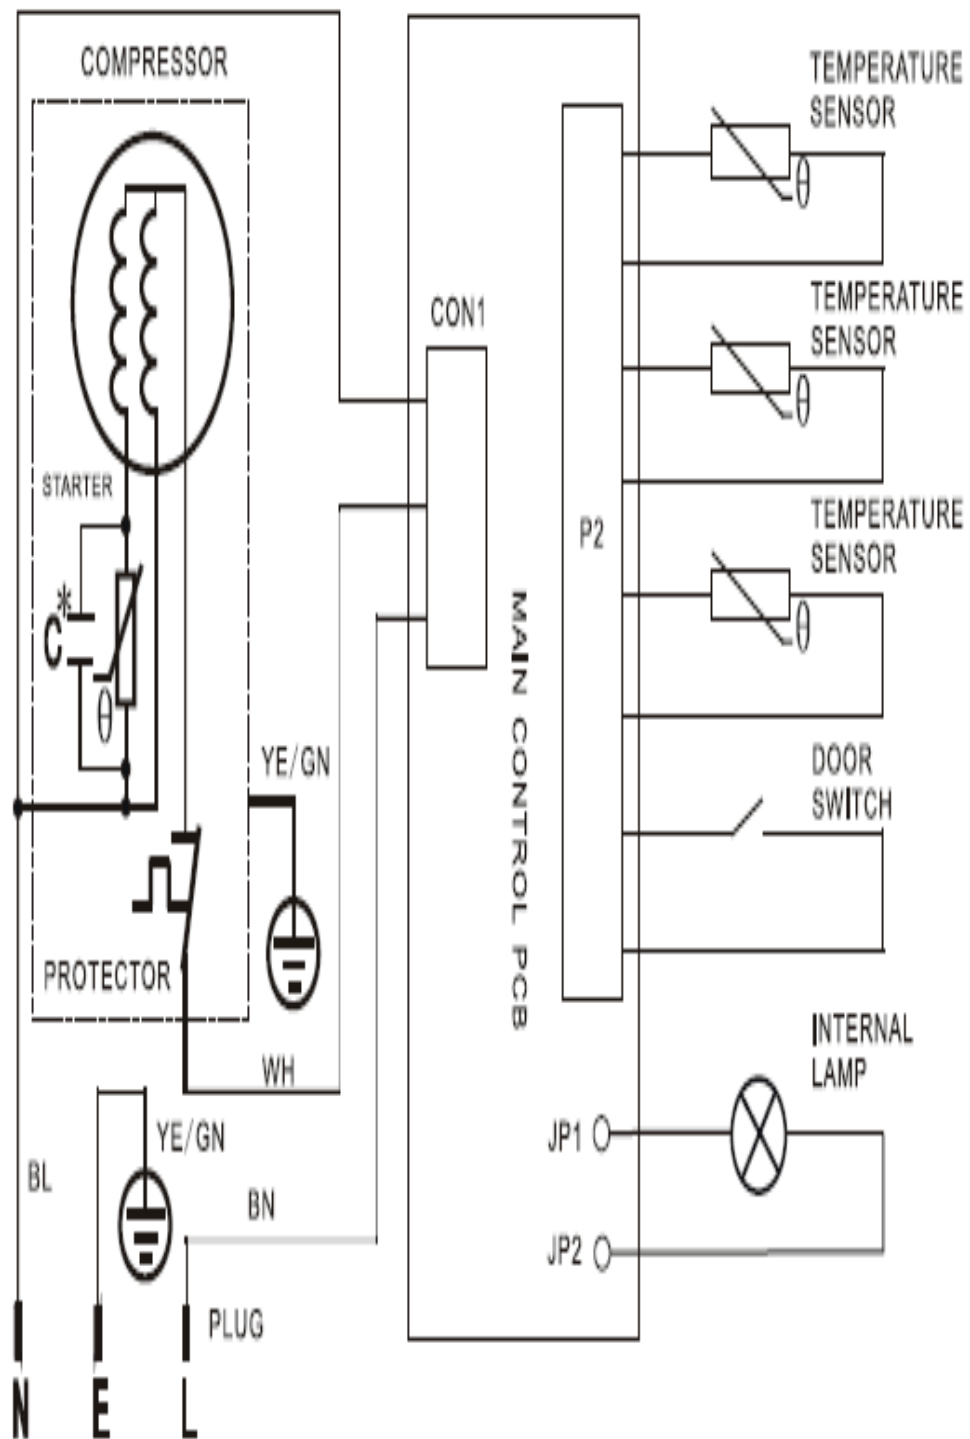 COMPRESSOR
TEMPERATURE
SENSOR
CON1
TEMPERATURE
SENSOR
STARTER
P2
TEMPERATURE
SENSOR
C*
θ
θ
θ
θ
MAIN CONTROL PCB
YE/GN
DOOR
SWITCH
PROTECTOR
WH
INTERNAL
LAMP
YE/GN
JP1
BL
BN
JP2
PLUG
N E L